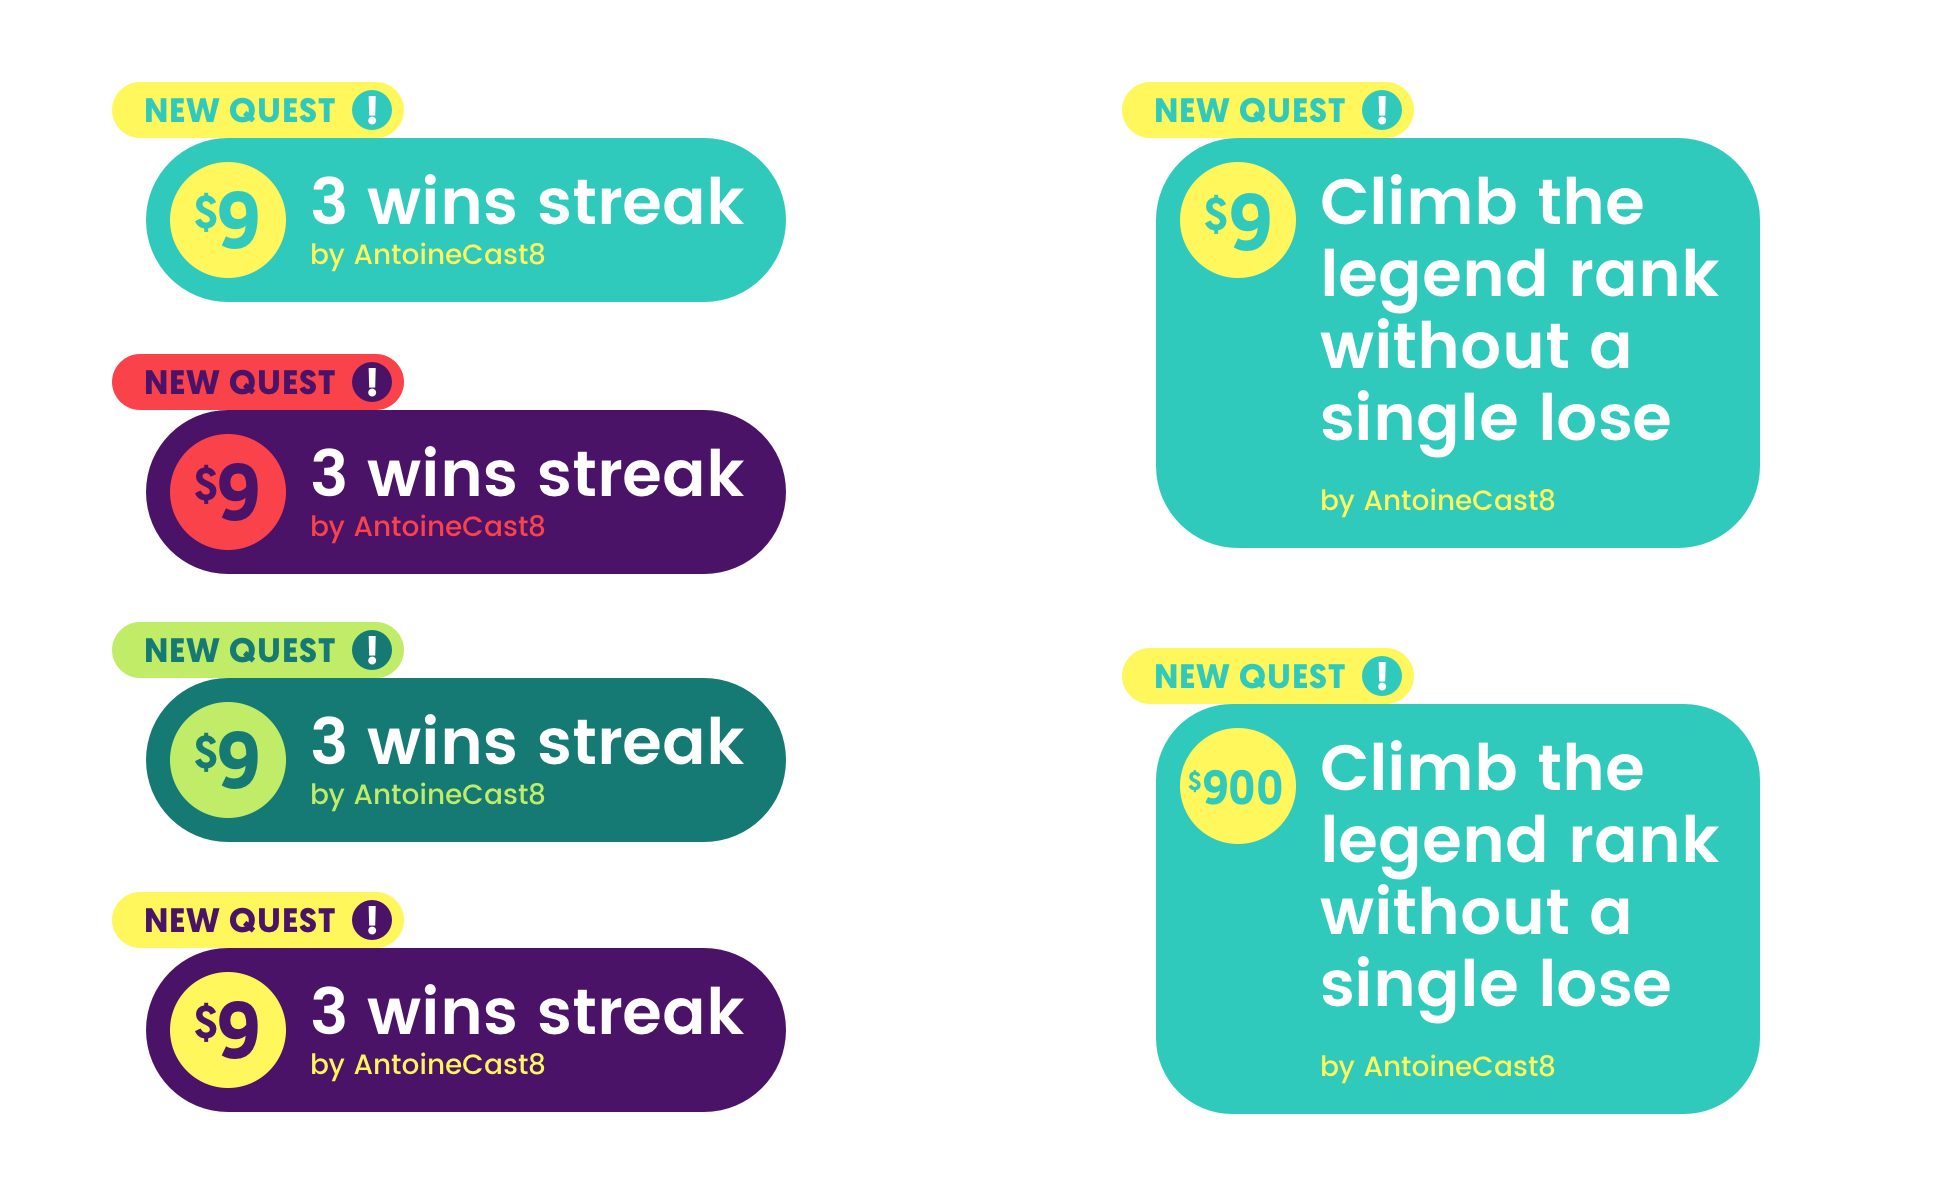 NEW QUEST !
$9
3 wins streak
by AntoineCast8
NEW QUEST !
$9
3 wins streak
by AntoineCast8
NEW QUEST !
$9
3 wins streak
by AntoineCast8
NEW QUEST !
$9
3 wins streak
by AntoineCast8
NEW QUEST !
$9
Climb the
legend rank
without a
single lose
by AntoineCast8
NEW QUEST !
$900
Climb the
legend rank
without a
single lose
by AntoineCast8